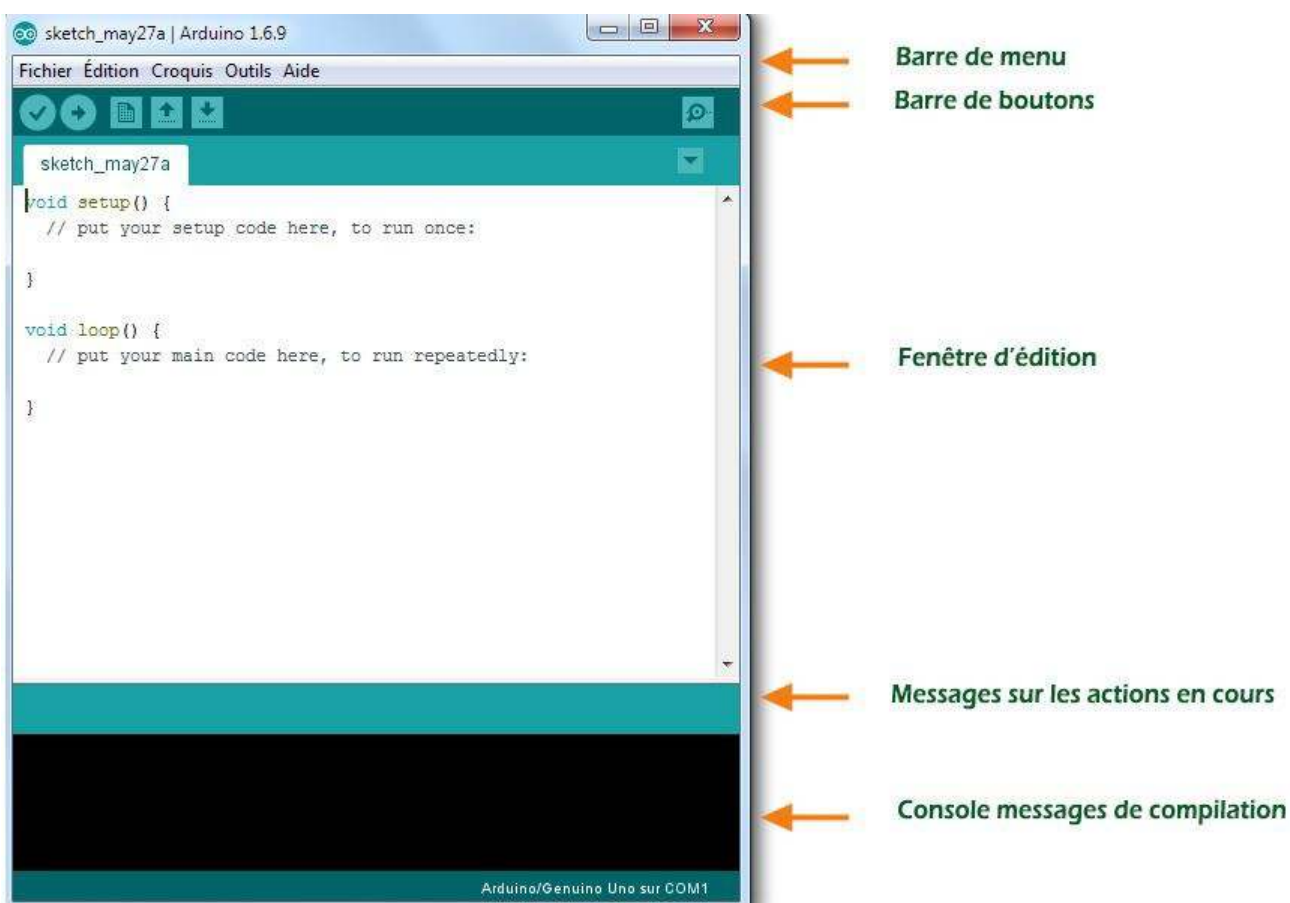 sketch_may27a | Arduino 1.6.9
Fichier Édition Croquis Outils Aide
Barre de menu
Barre de boutons
sketch_may27a
void setup() {
// put your setup code here, to run once:
}
void loop() {
// put your main code here, to run repeatedly:
}
Fenêtre d'édition
Messages sur les actions en cours
Console messages de compilation
Arduino/Genuino Uno sur COM1